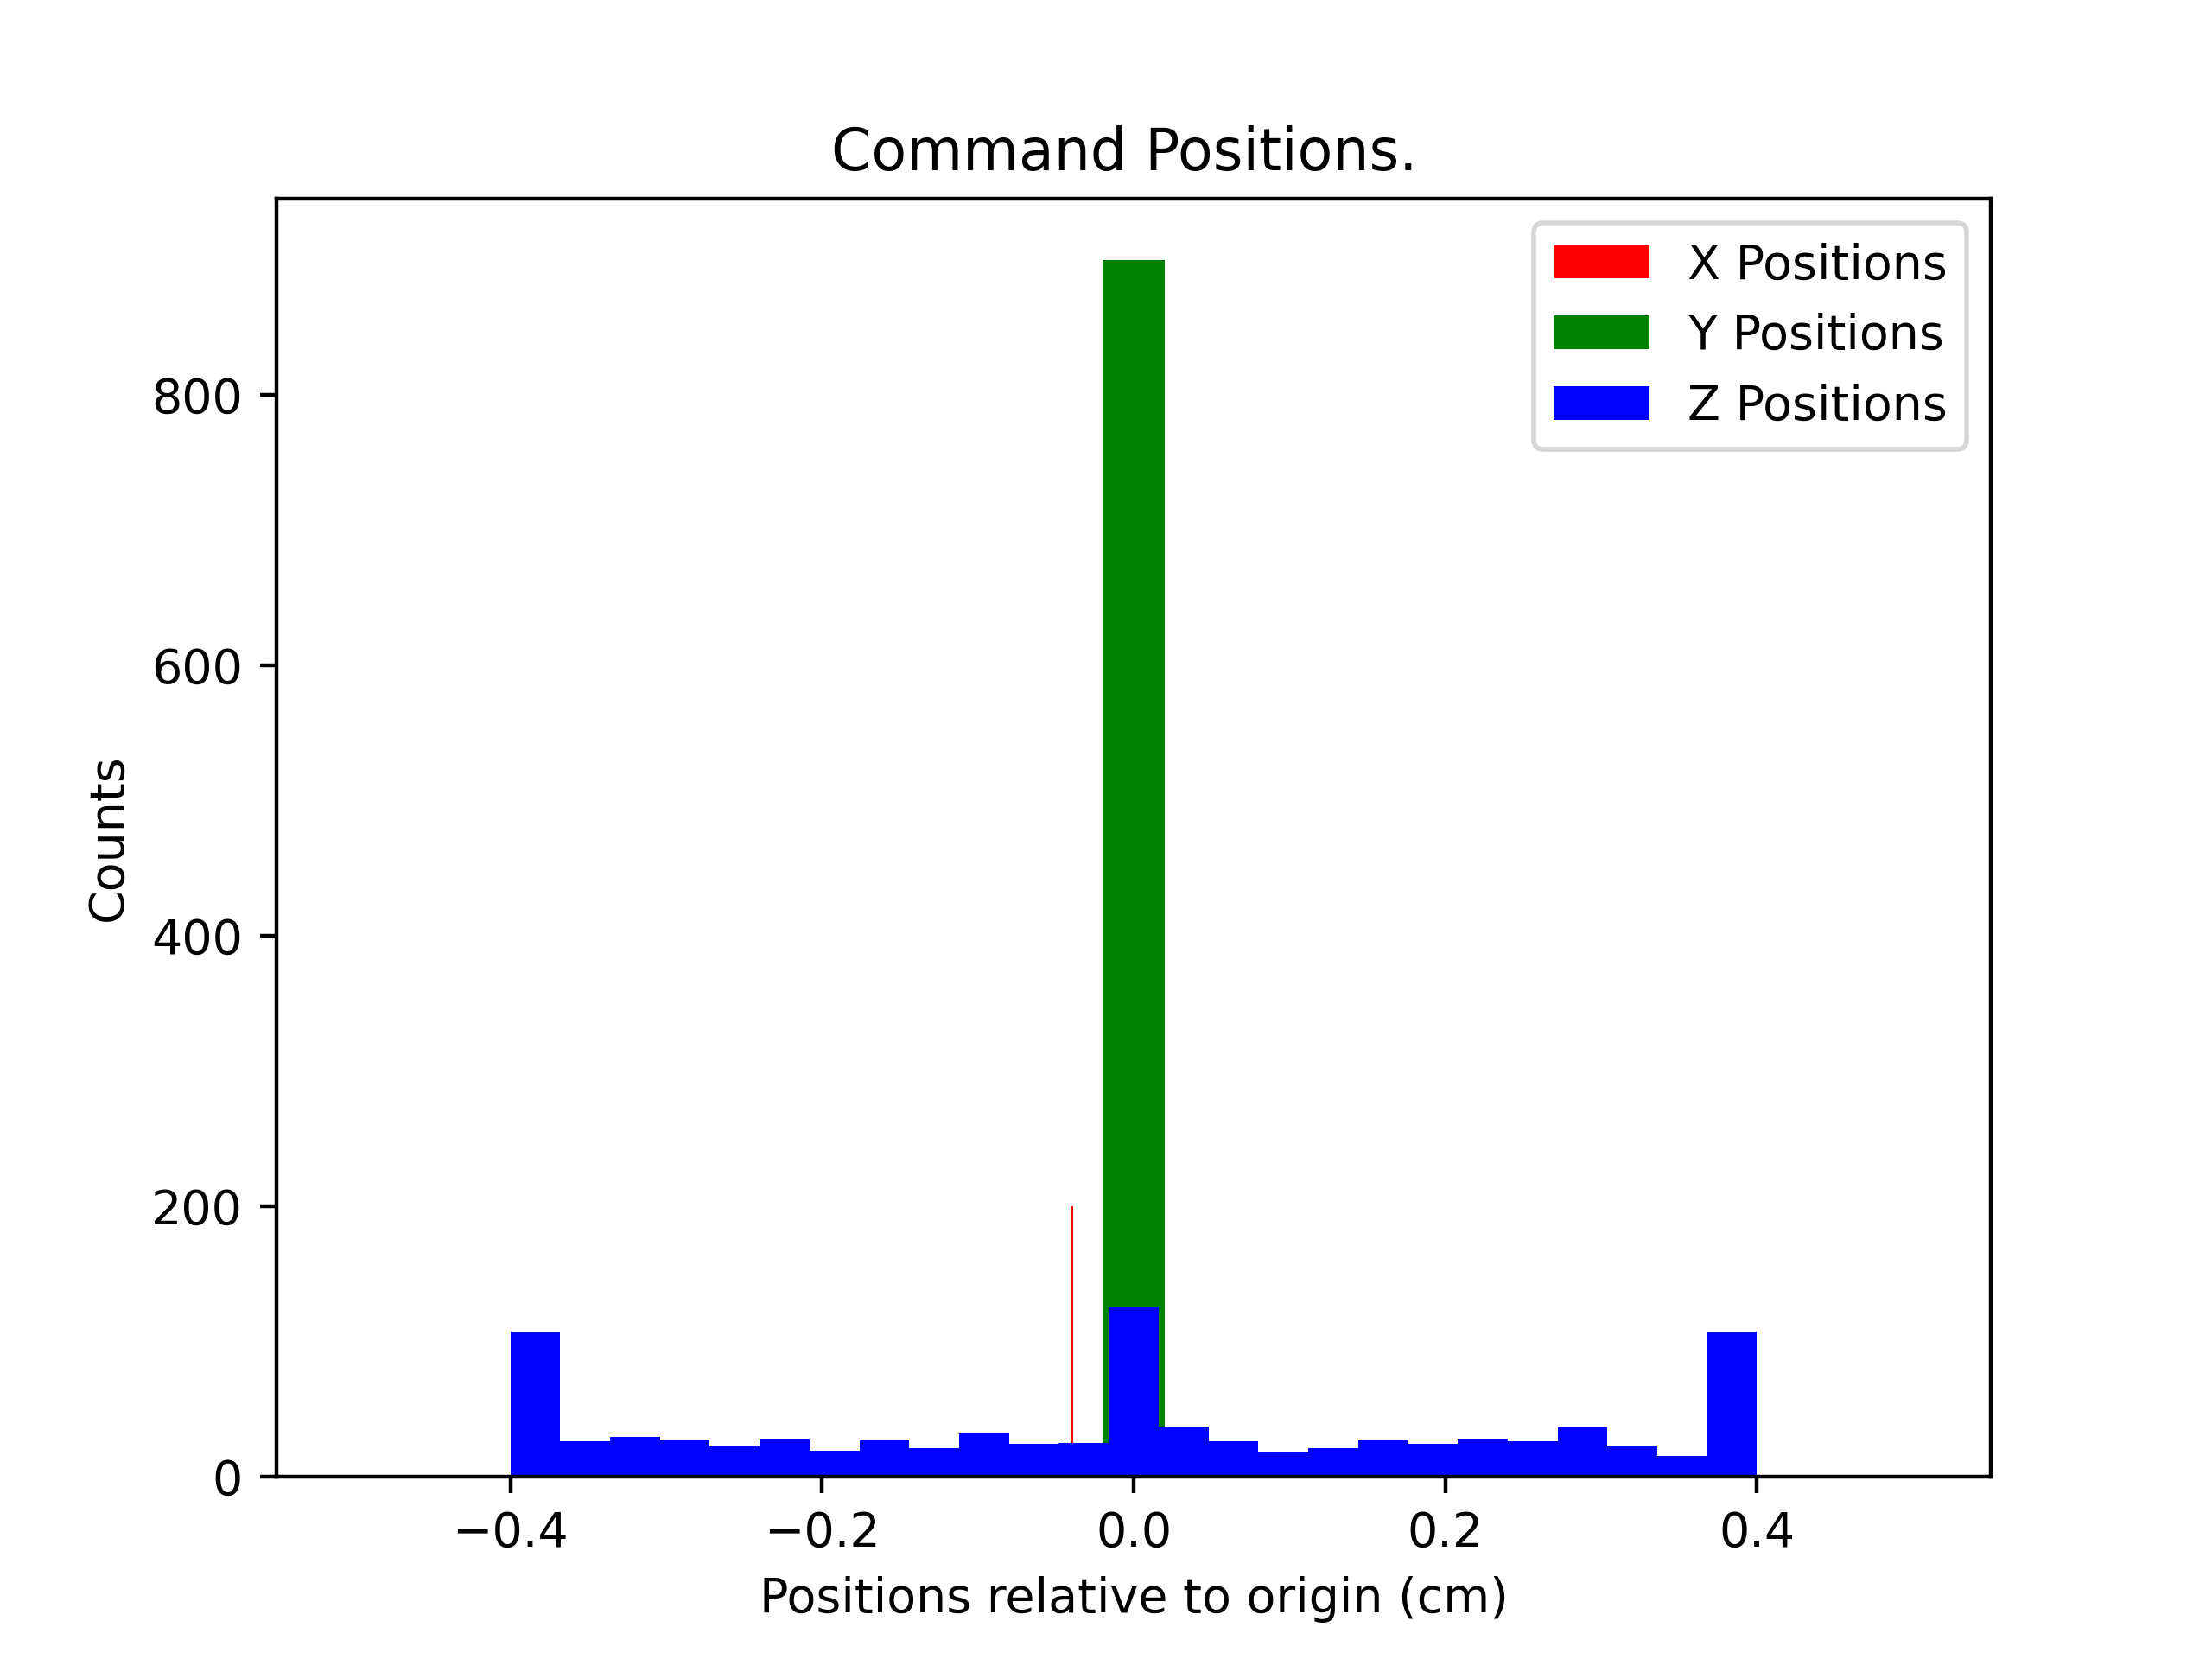 Command Positions.
X Positions
Y Positions
Z Positions
800
600
400
200
0
Counts
−0.4 −0.2 0.0 0.2 0.4
Positions relative to origin (cm)